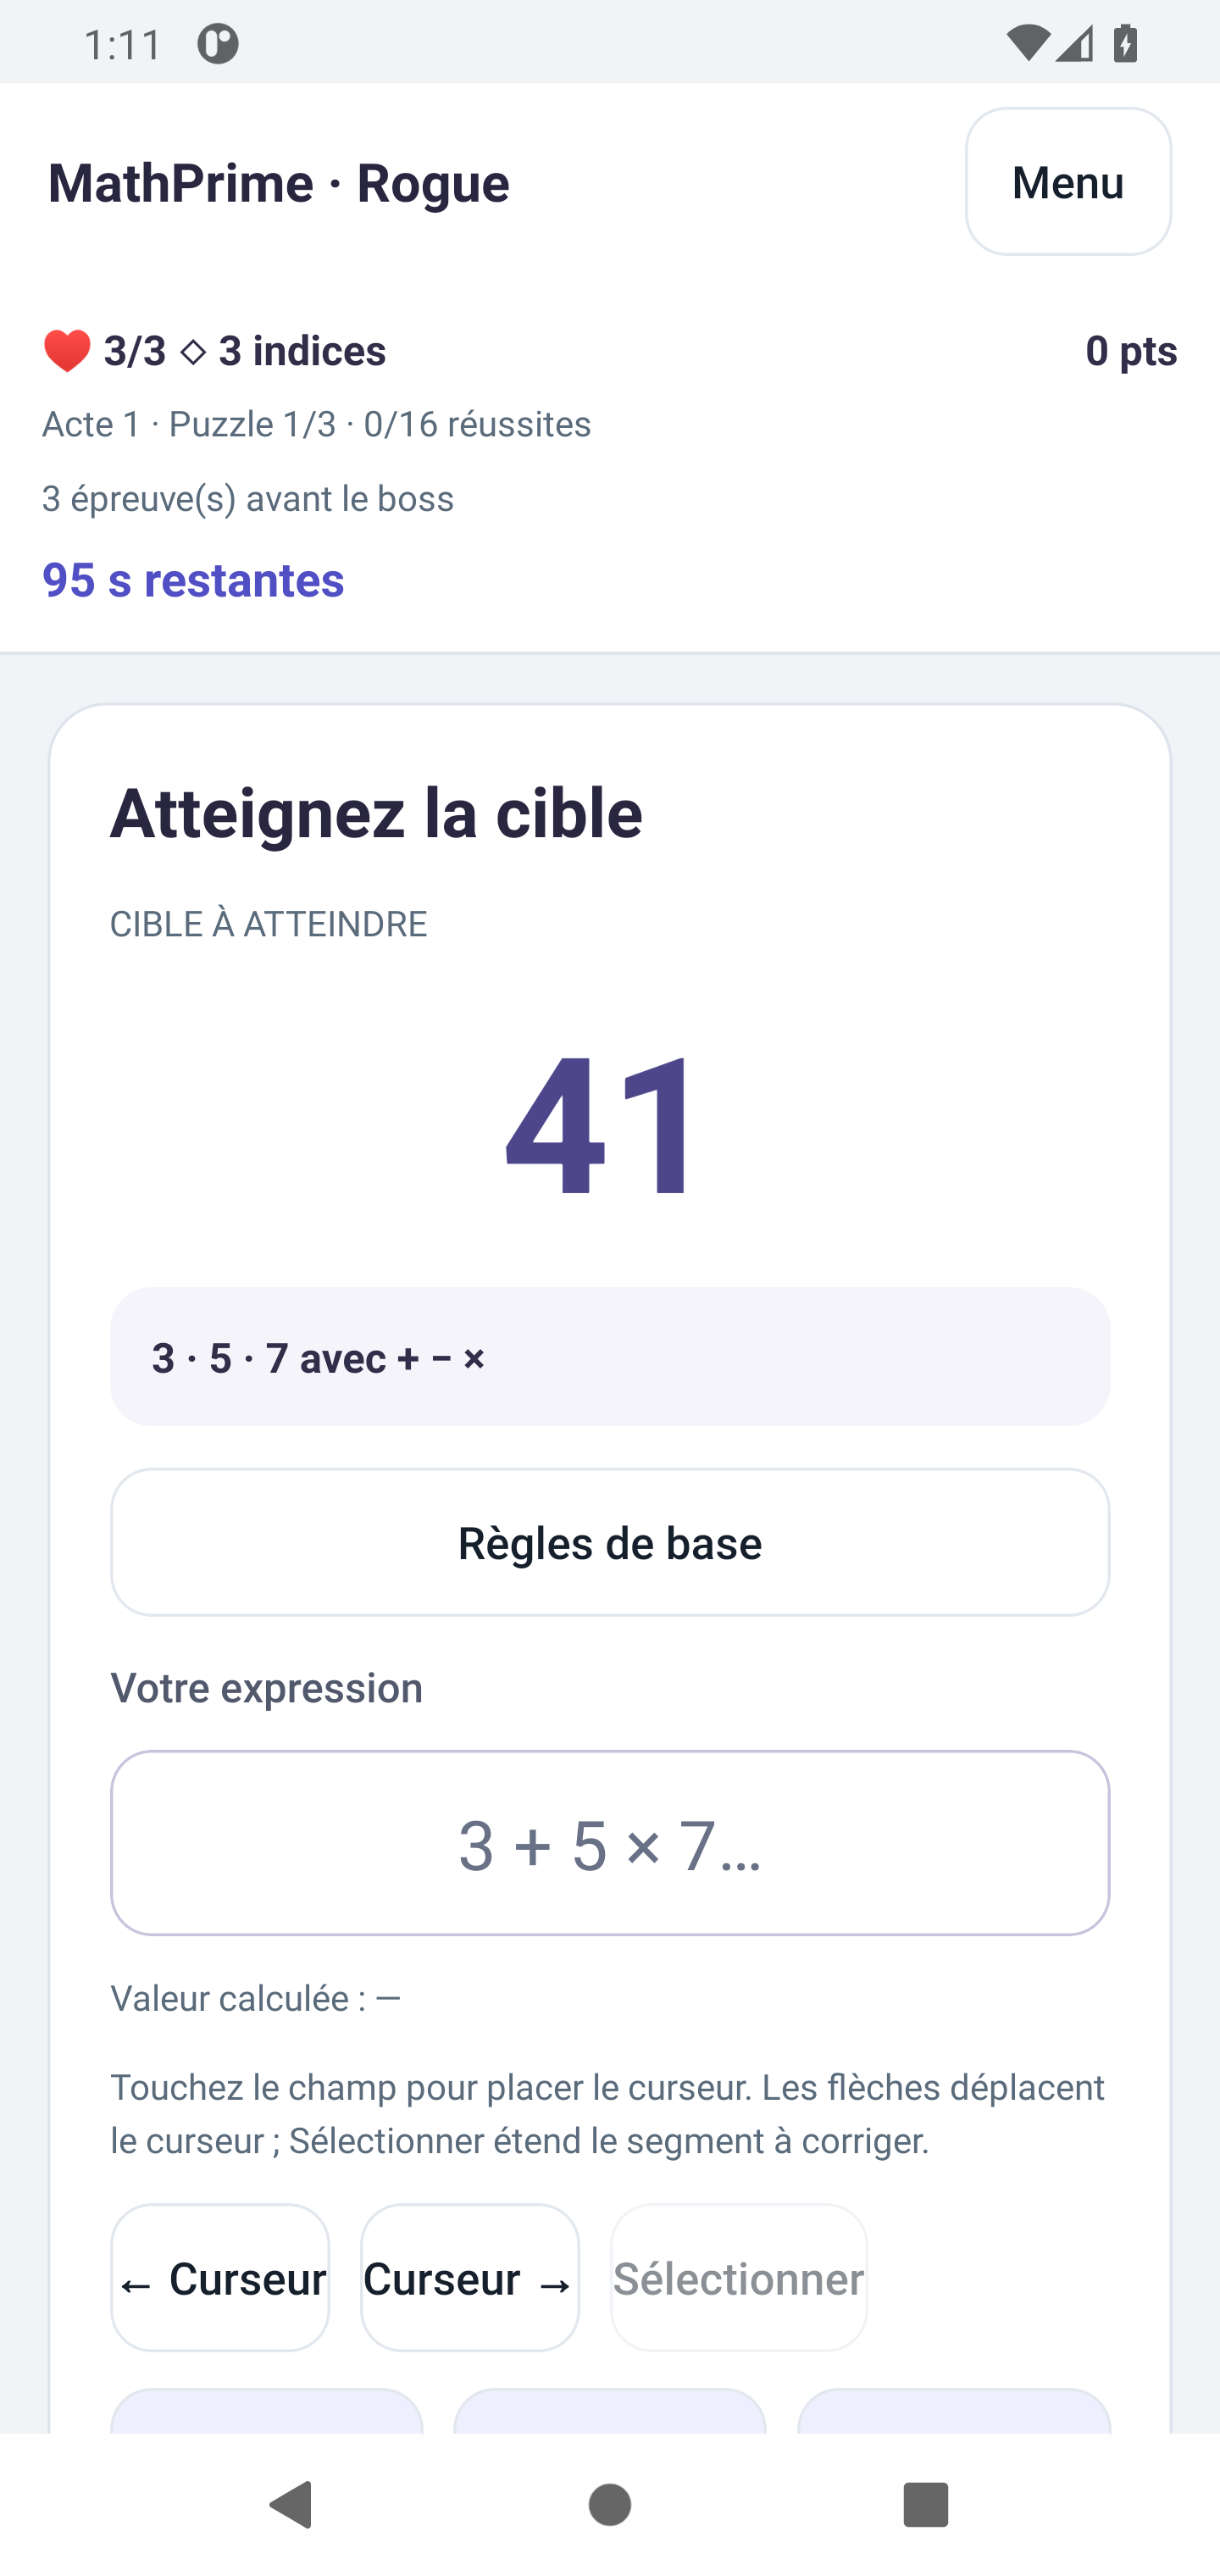 1:11
MathPrime · Rogue
Menu
❤️ 3/3 ◇ 3 indices
0 pts
Acte 1 · Puzzle 1/3 · 0/16 réussites
3 épreuve(s) avant le boss
95 s restantes
Atteignez la cible
CIBLE À ATTEINDRE
41
3 · 5 · 7 avec + − ×
Règles de base
Votre expression
3 + 5 × 7…
Valeur calculée : —
Touchez le champ pour placer le curseur. Les flèches déplacent
le curseur ; Sélectionner étend le segment à corriger.
← Curseur
Curseur →
Sélectionner